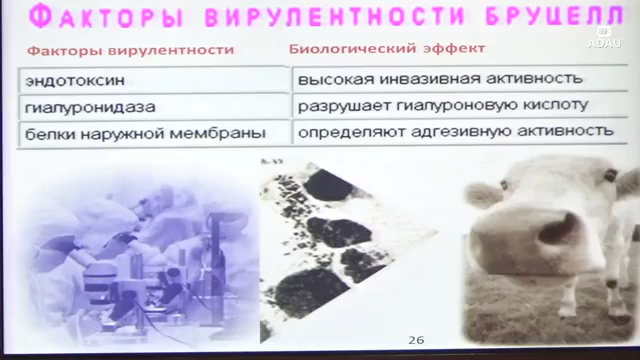 ФАКТОРЫ ВИРУЛЕНТНОСТИ БРУЦЕЛЛ
ADAU
Факторы вирулентности Биологический эффект
эндотоксин высокая инвазивная активность
гиалуронидаза разрушает гиалуроновую кислоту
белки наружной мембраны определяют адгезивную активность
26